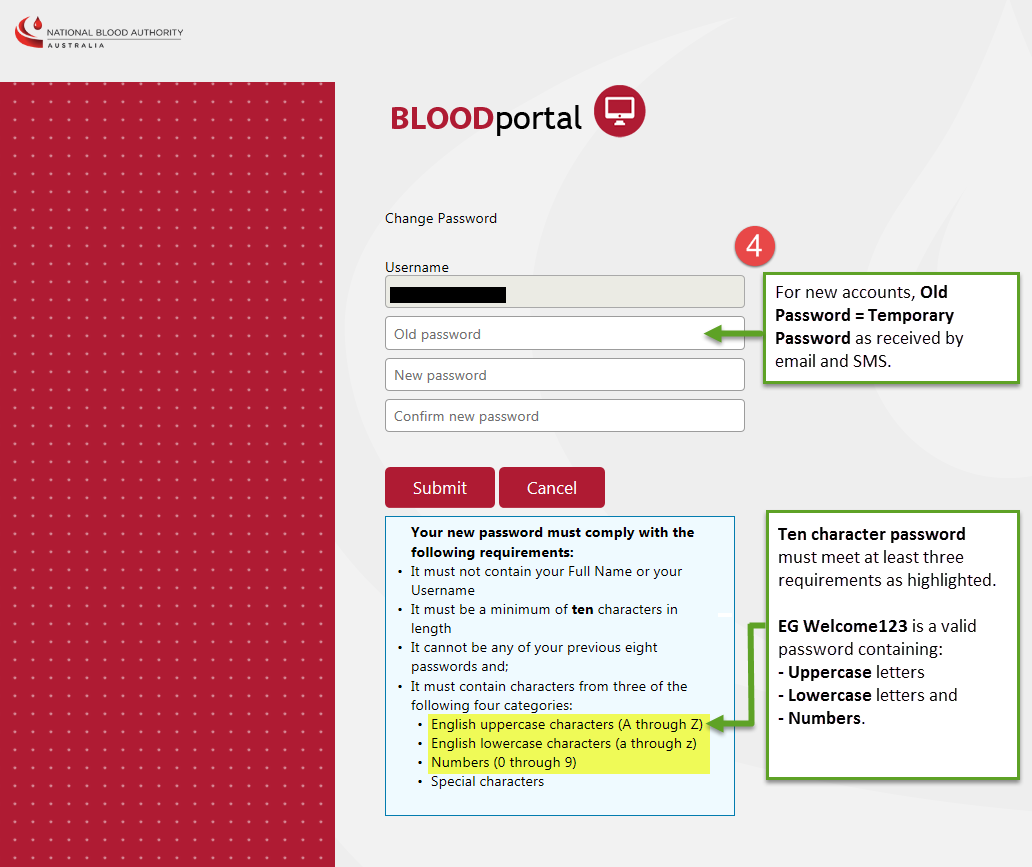 NATIONAL BLOOD AUTHORITY
AUSTRALIA
BLOODportal
Change Password
4
Username
For new accounts, Old
Password = Temporary
Password as received by
email and SMS.
Old password
New password
Confirm new password
Submit
Cancel
Your new password must comply with the
following requirements:
• It must not contain your Full Name or your
Username
• It must be a minimum of ten characters in
length
• It cannot be any of your previous eight
passwords and;
• It must contain characters from three of the
following four categories:
• English uppercase characters (A through Z)
• English lowercase characters (a through z)
• Numbers (0 through 9)
• Special characters
Ten character password
must meet at least three
requirements as highlighted.
EG Welcome123 is a valid
password containing:
- Uppercase letters
- Lowercase letters and
- Numbers.